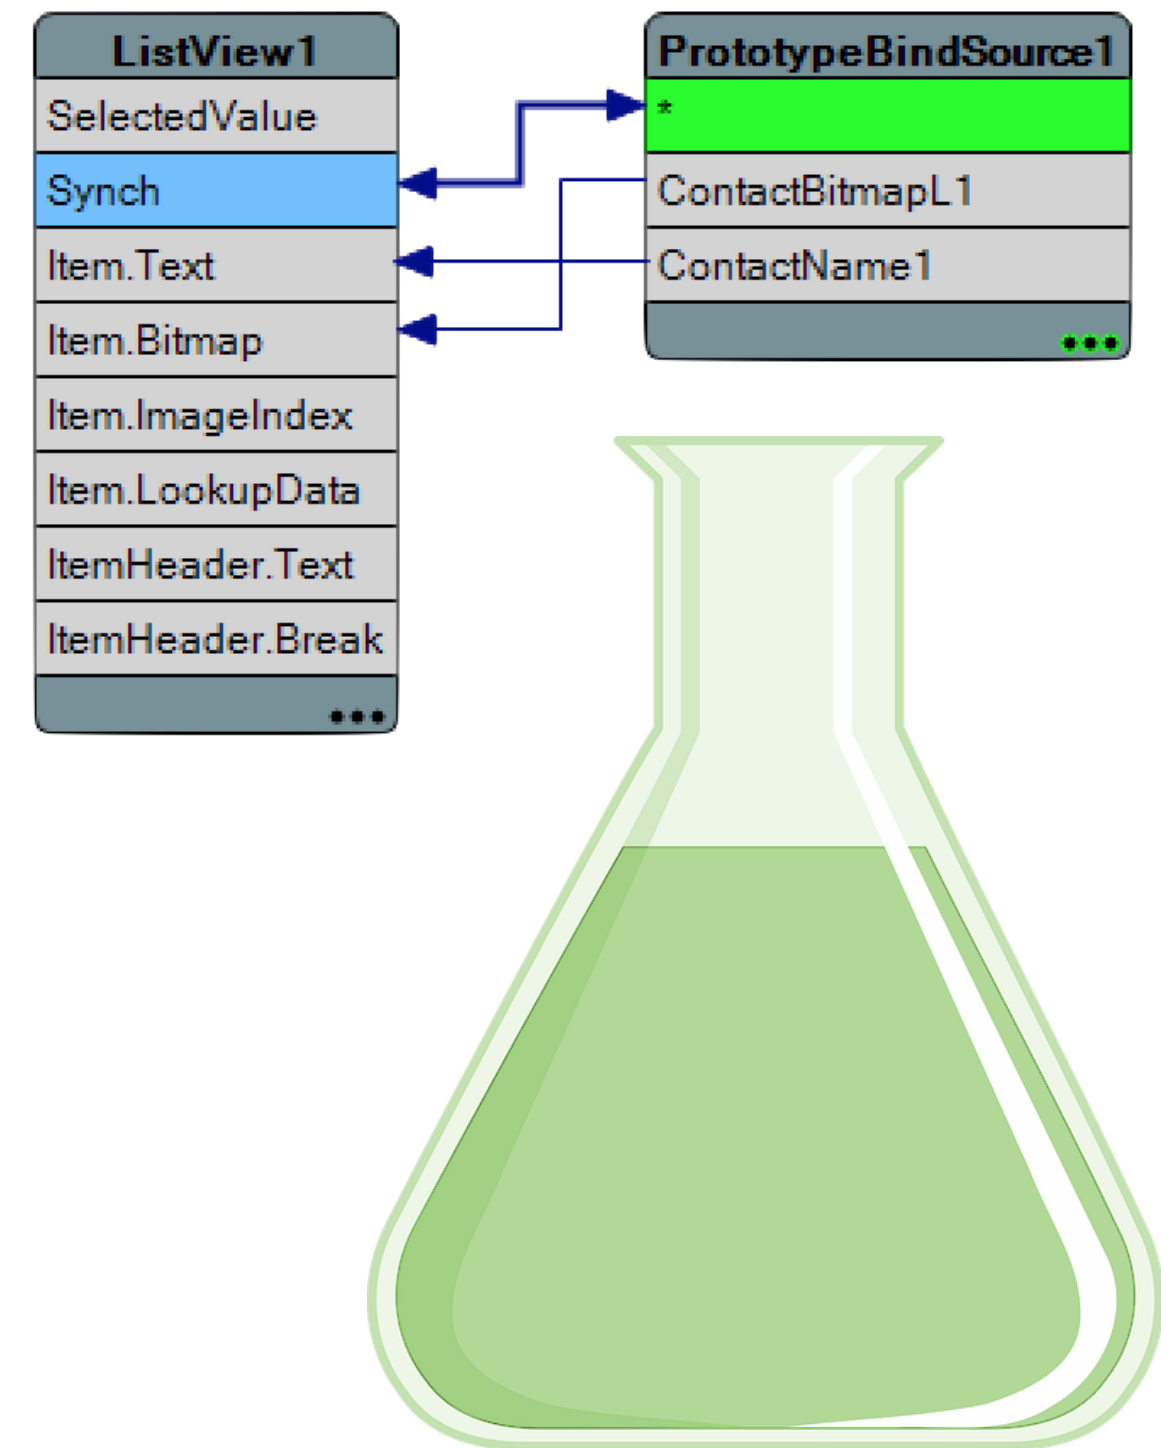 ListView1
SelectedValue
Synch
Item.Text
Item.Bitmap
Item.ImageIndex
Item.LookupData
ItemHeader.Text
ItemHeader.Break
PrototypeBindSource1
*
ContactBitmapL1
ContactName1